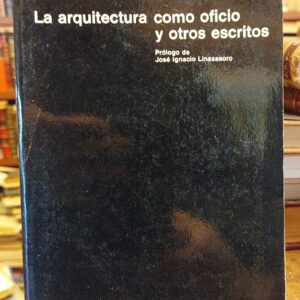 La arquitectura como oficio
y otros escritos
Prólogo de
José Ignacio Linazasoro